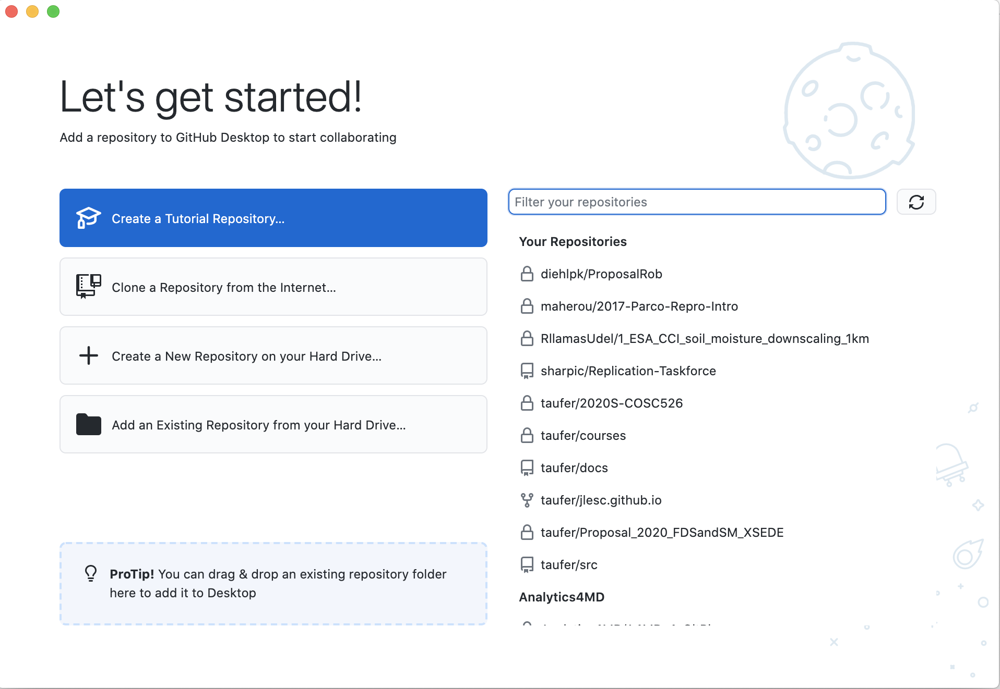 Let's get started!
Add a repository to GitHub Desktop to start collaborating
Create a Tutorial Repository...
Clone a Repository from the Internet...
Create a New Repository on your Hard Drive...
Add an Existing Repository from your Hard Drive...
ProTip! You can drag & drop an existing repository folder
here to add it to Desktop
Filter your repositories
Your Repositories
diehlpk/ProposalRob
maherou/2017-Parco-Repro-Intro
RllamasUdel/1_ESA_CCI_soil_moisture_downscaling_1km
sharpic/Replication-Taskforce
taufer/2020S-COSC526
taufer/courses
taufer/docs
taufer/jlesc.github.io
taufer/Proposal_2020_FDSandSM_XSEDE
taufer/src
Analytics4MD